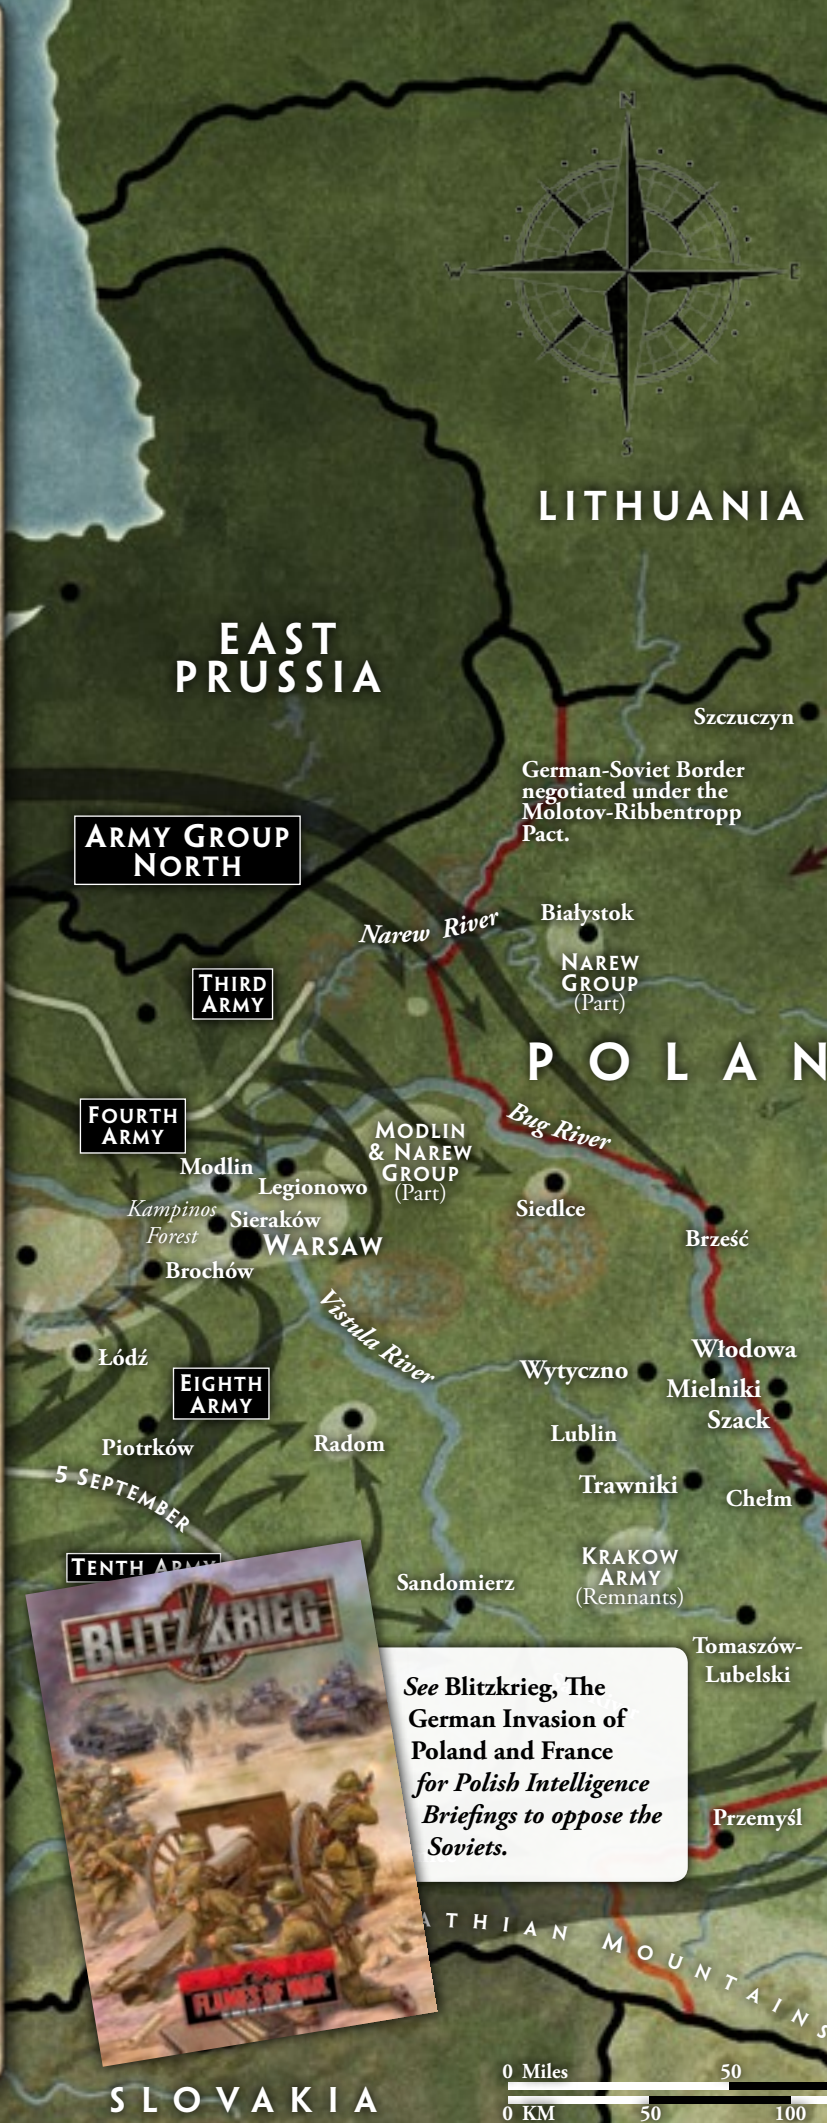 N
W
E
S
LITHUANIA
EAST
PRUSSIA
Szczuczyn
German-Soviet Border
negotiated under the
Molotov-Ribbentropp
Pact.
ARMY GROUP
NORTH
Narew River
Białystok
NAREW
GROUP
(Part)
THIRD
ARMY
POLAN
FOURTH
ARMY
Bug River
MODLIN
& NAREW
GROUP
(Part)
Modlin
Legionowo
Siedlce
Kampinos
Forest
Sieraków
WARSAW
Brześć
Brochów
Vistula River
Łódź
Włodowa
Wytyczno
Mielniki
EIGHTH
ARMY
Szack
Piotrków
Radom
Lublin
5 SEPTEMBER
Trawniki
Chełm
TENTH ARMY
KRAKOW
ARMY
(Remnants)
Sandomierz
Tomaszów-
Lubelski
BLITZKRIEG
See Blitzkrieg, The
German Invasion of
Poland and France
for Polish Intelligence
Briefings to oppose the
Soviets.
Przemyśl
FLAMES OF WAR
ATHIAN MOUNTAINS
0 Miles 50
0 KM 50 100
SLOVAKIA